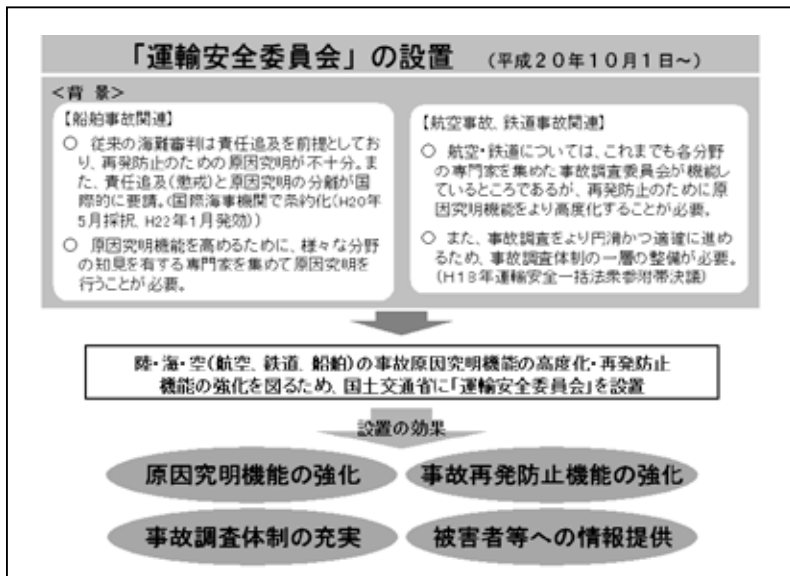 「運輸安全委員会」の設置 （平成２０年１０月１日～）
＜背 景＞
【船舶事故関連】
○ 従来の海難審判は責任追及を前提としてお
り、再発防止のための原因究明が不十分。ま
た、責任追及（懲戒）と原因究明の分離が国
際的に要請。（国際海事機関で条約化（H20年
5月採択、H22年1月発効））
○ 原因究明機能を高めるために、様々な分野
の知見を有する専門家を集めて原因究明を
行うことが必要。
【航空事故、鉄道事故関連】
○ 航空・鉄道については、これまでも各分野
の専門家を集めた事故調査委員会が機能
しているところであるが、再発防止のために原
因究明機能をより高度化することが必要。
○ また、事故調査をより円滑かつ適確に進め
るため、事故調査体制の一層の整備が必要。
（H18年運輸安全一括法衆参附帯決議）
陸・海・空（航空、鉄道、船舶）の事故原因究明機能の高度化・再発防止
機能の強化を図るため、国土交通省に「運輸安全委員会」を設置
設置の効果
原因究明機能の強化
事故再発防止機能の強化
事故調査体制の充実
被害者等への情報提供